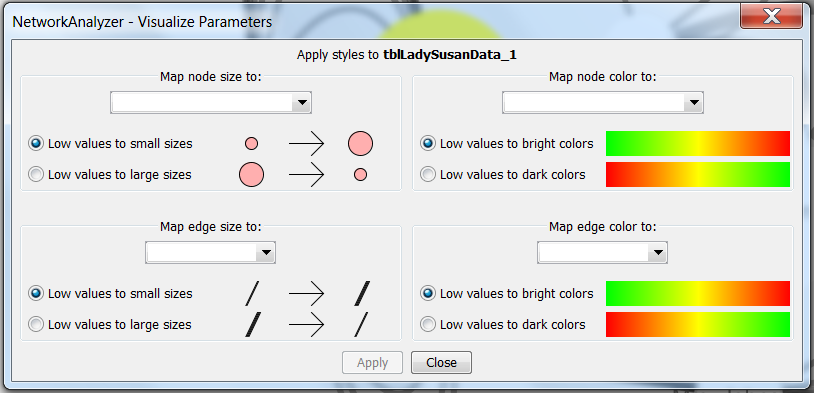 NetworkAnalyzer - Visualize Parameters
Apply styles to tblLadySusanData_1
Map node size to:
Low values to small sizes
Low values to large sizes
Map node color to:
Low values to bright colors
Low values to dark colors
Map edge size to:
Low values to small sizes
Low values to large sizes
Map edge color to:
Low values to bright colors
Low values to dark colors
Apply
Close